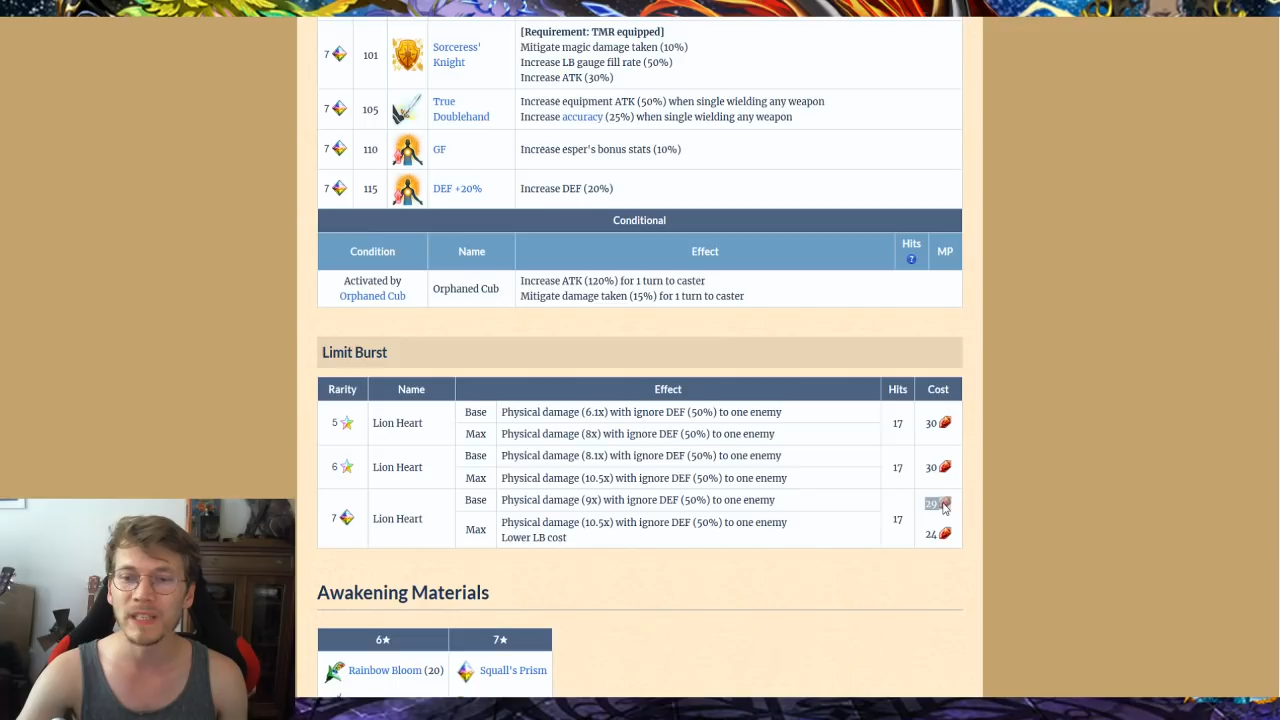 [Requirement: TMR equipped]
7 101 Sorceress' Knight Mitigate magic damage taken (10%)
Increase LB gauge fill rate (50%)
Increase ATK (30%)
7 105 True Doublehand Increase equipment ATK (50%) when single wielding any weapon
Increase accuracy (25%) when single wielding any weapon
7 110 GF Increase esper's bonus stats (10%)
7 115 DEF +20% Increase DEF (20%)
Conditional
Condition Name Effect Hits ? MP
Activated by Orphaned Cub Orphaned Cub Increase ATK (120%) for 1 turn to caster
Mitigate damage taken (15%) for 1 turn to caster
Limit Burst
Rarity Name Effect Hits Cost
5 Lion Heart Base Physical damage (6.1x) with ignore DEF (50%) to one enemy 17 30
Max Physical damage (8x) with ignore DEF (50%) to one enemy
6 Lion Heart Base Physical damage (8.1x) with ignore DEF (50%) to one enemy 17 30
Max Physical damage (10.5x) with ignore DEF (50%) to one enemy
7 Lion Heart Base Physical damage (9x) with ignore DEF (50%) to one enemy 17 29
Max Physical damage (10.5x) with ignore DEF (50%) to one enemy 24
Lower LB cost
Awakening Materials
6★ 7★
Rainbow Bloom (20) Squall's Prism